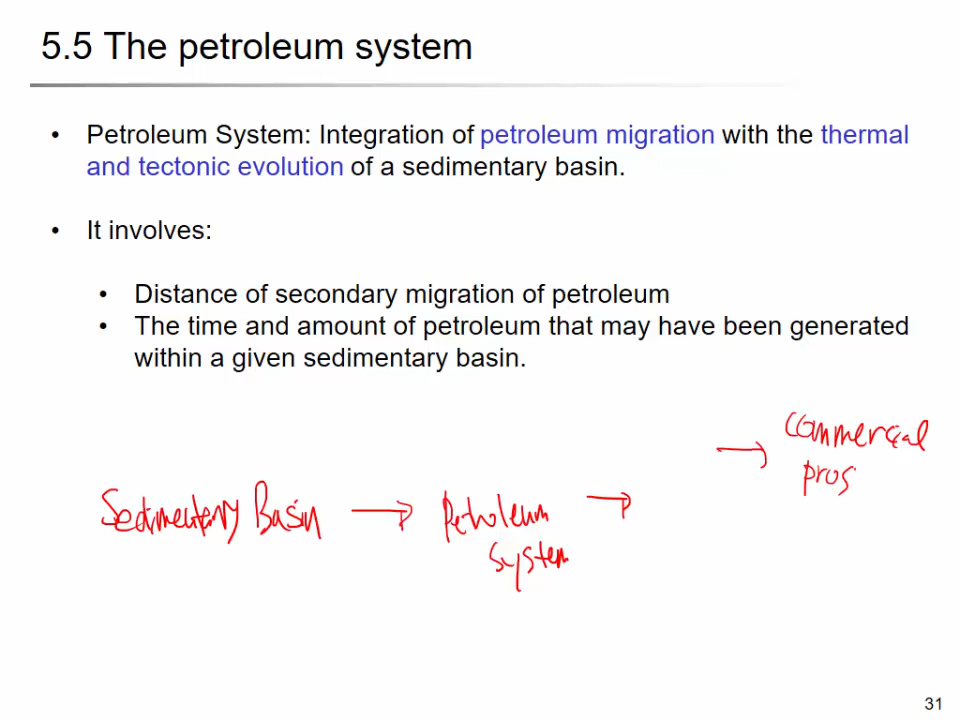 5.5 The petroleum system
• Petroleum System: Integration of petroleum migration with the thermal
and tectonic evolution of a sedimentary basin.
• It involves:
• Distance of secondary migration of petroleum
• The time and amount of petroleum that may have been generated
within a given sedimentary basin.
Sedimentary Basin → Petroleum
system
→
→ Commercial
pros
31